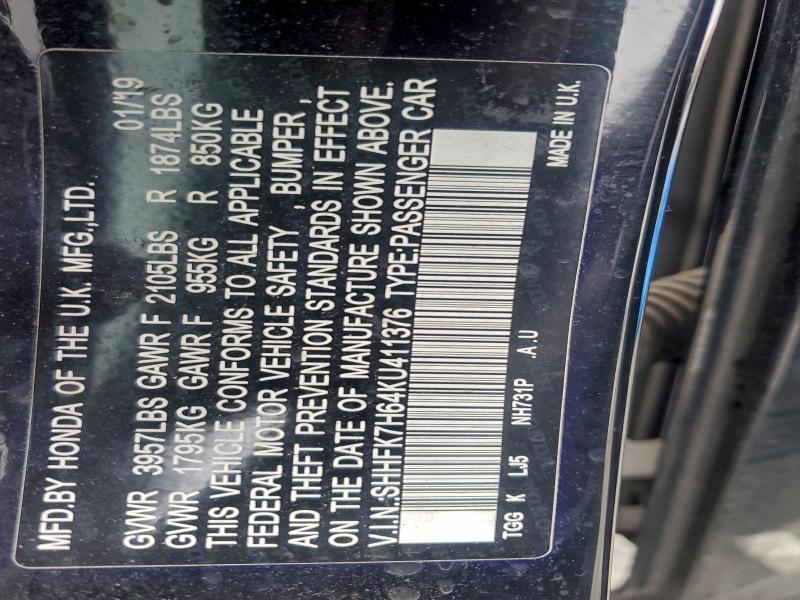 MFD.BY HONDA OF THE U.K. MFG.,LTD. 01/19
GVWR 3957LBS GAWR F 2105LBS R 1874LBS
GVWR 1795KG GAWR F 955KG R 850KG
THIS VEHICLE CONFORMS TO ALL APPLICABLE
FEDERAL MOTOR VEHICLE SAFETY , BUMPER ,
AND THEFT PREVENTION STANDARDS IN EFFECT
ON THE DATE OF MANUFACTURE SHOWN ABOVE.
V.I.N.:SHHFK7H64KU411376 TYPE:PASSENGER CAR
TGG K LJ5 NH731P .A.U MADE IN U.K.